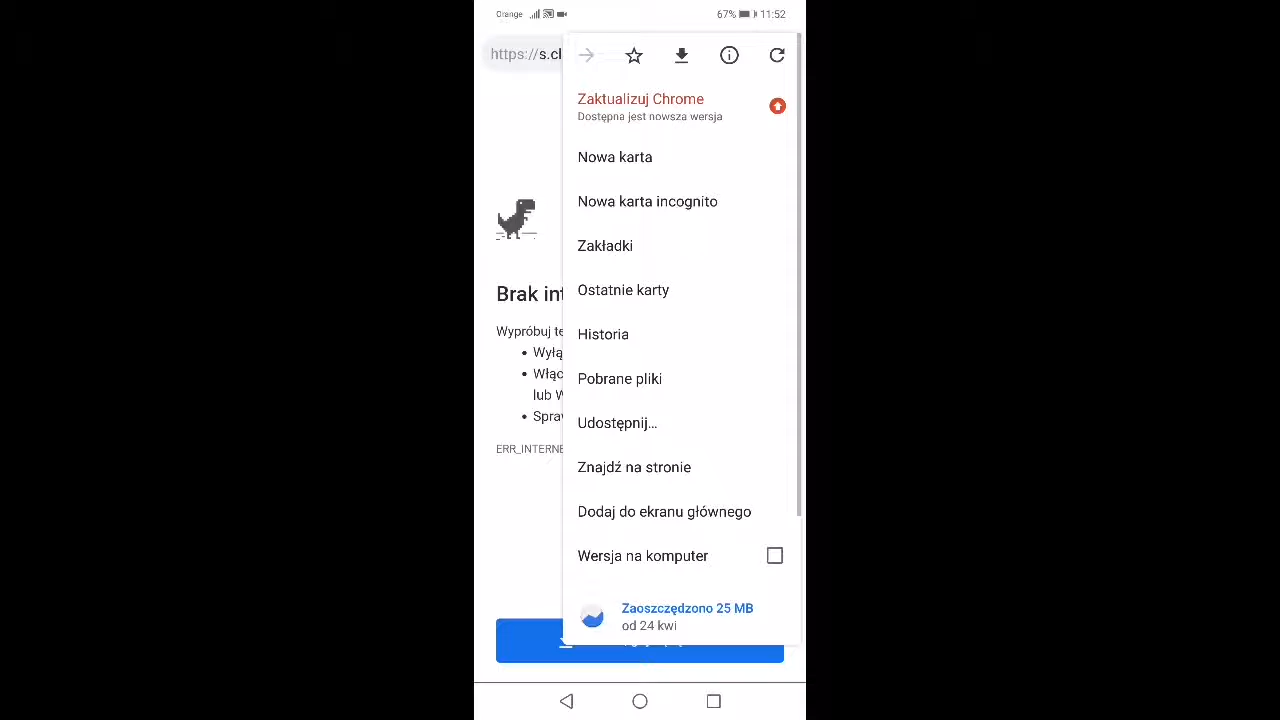 Orange
67%
11:52
https://s.cl
Zaktualizuj Chrome
Dostępna jest nowsza wersja
Nowa karta
Nowa karta incognito
Zakładki
Ostatnie karty
Historia
Pobrane pliki
Udostępnij...
Znajdź na stronie
Dodaj do ekranu głównego
Wersja na komputer
Zaoszczędzono 25 MB
od 24 kwi
Brak int
Wypróbuj te
• Wyłą
• Włąc
lub W
• Spraw
ERR_INTERNE